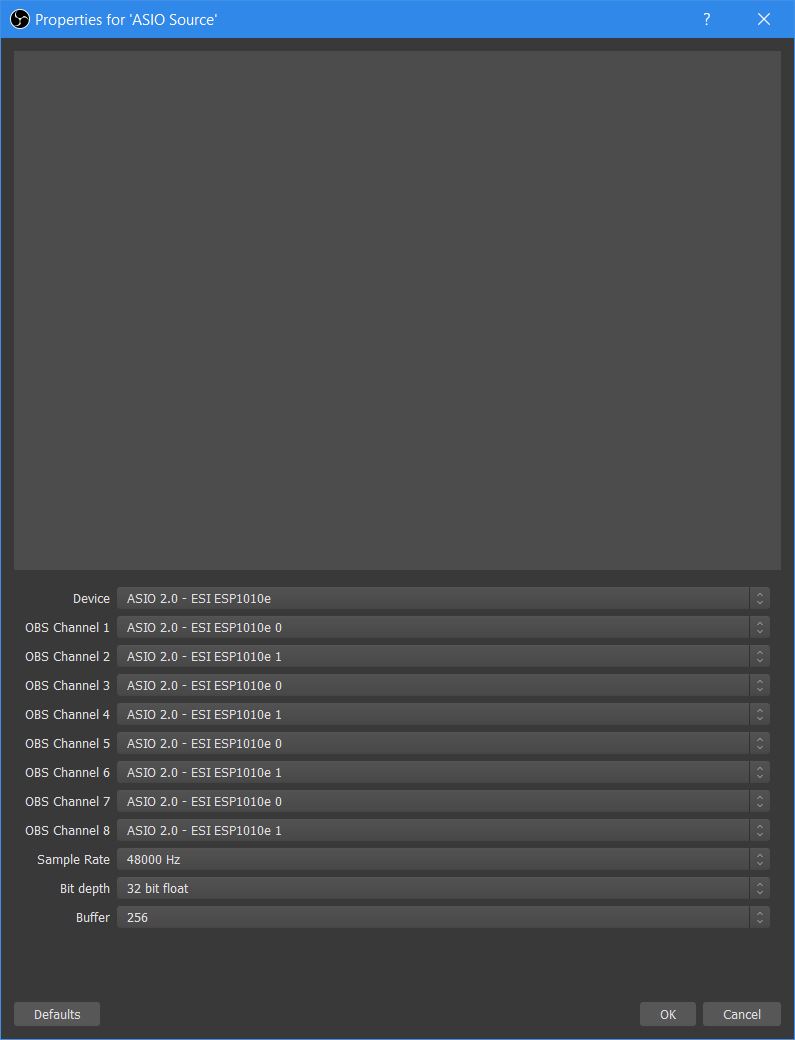 Properties for 'ASIO Source' ?
Device ASIO 2.0 - ESI ESP1010e
OBS Channel 1 ASIO 2.0 - ESI ESP1010e 0
OBS Channel 2 ASIO 2.0 - ESI ESP1010e 1
OBS Channel 3 ASIO 2.0 - ESI ESP1010e 0
OBS Channel 4 ASIO 2.0 - ESI ESP1010e 1
OBS Channel 5 ASIO 2.0 - ESI ESP1010e 0
OBS Channel 6 ASIO 2.0 - ESI ESP1010e 1
OBS Channel 7 ASIO 2.0 - ESI ESP1010e 0
OBS Channel 8 ASIO 2.0 - ESI ESP1010e 1
Sample Rate 48000 Hz
Bit depth 32 bit float
Buffer 256
Defaults OK Cancel